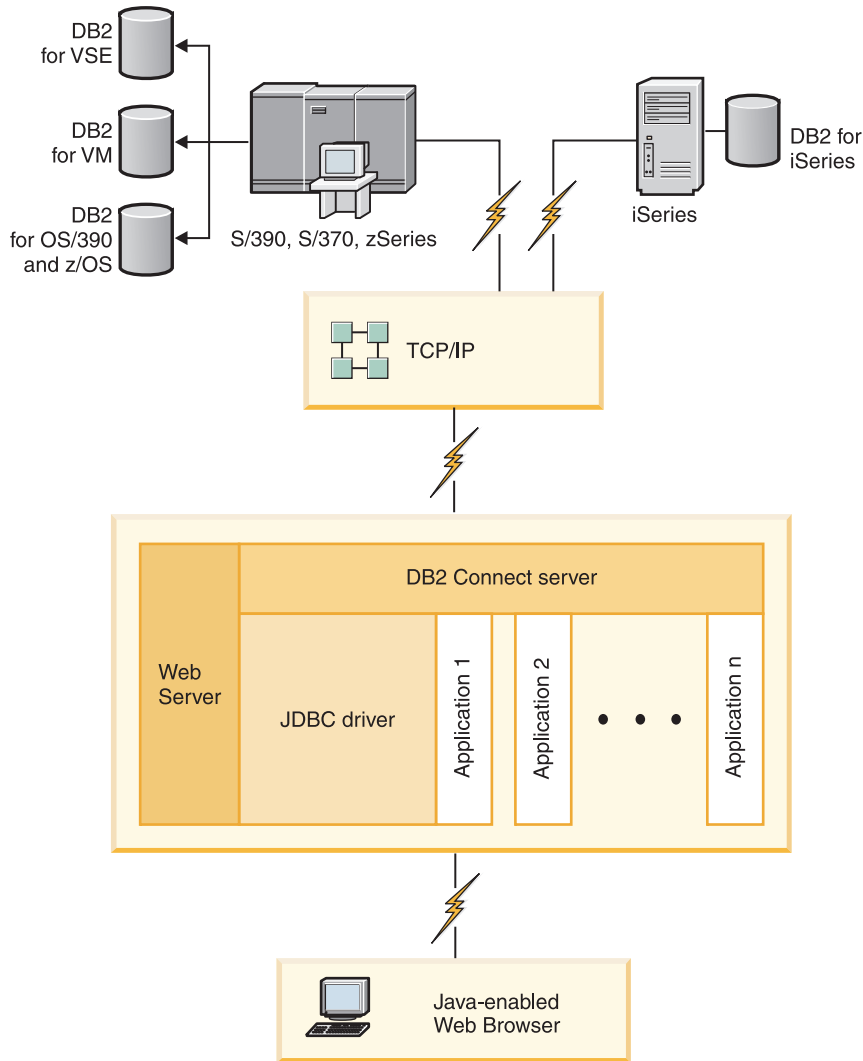 DB2
for VSE
DB2
for VM
DB2
for OS/390
and z/OS
S/390, S/370, zSeries
iSeries
DB2 for
iSeries
TCP/IP
DB2 Connect server
Web
Server
JDBC driver
Application 1
Application 2
Application n
Java-enabled
Web Browser